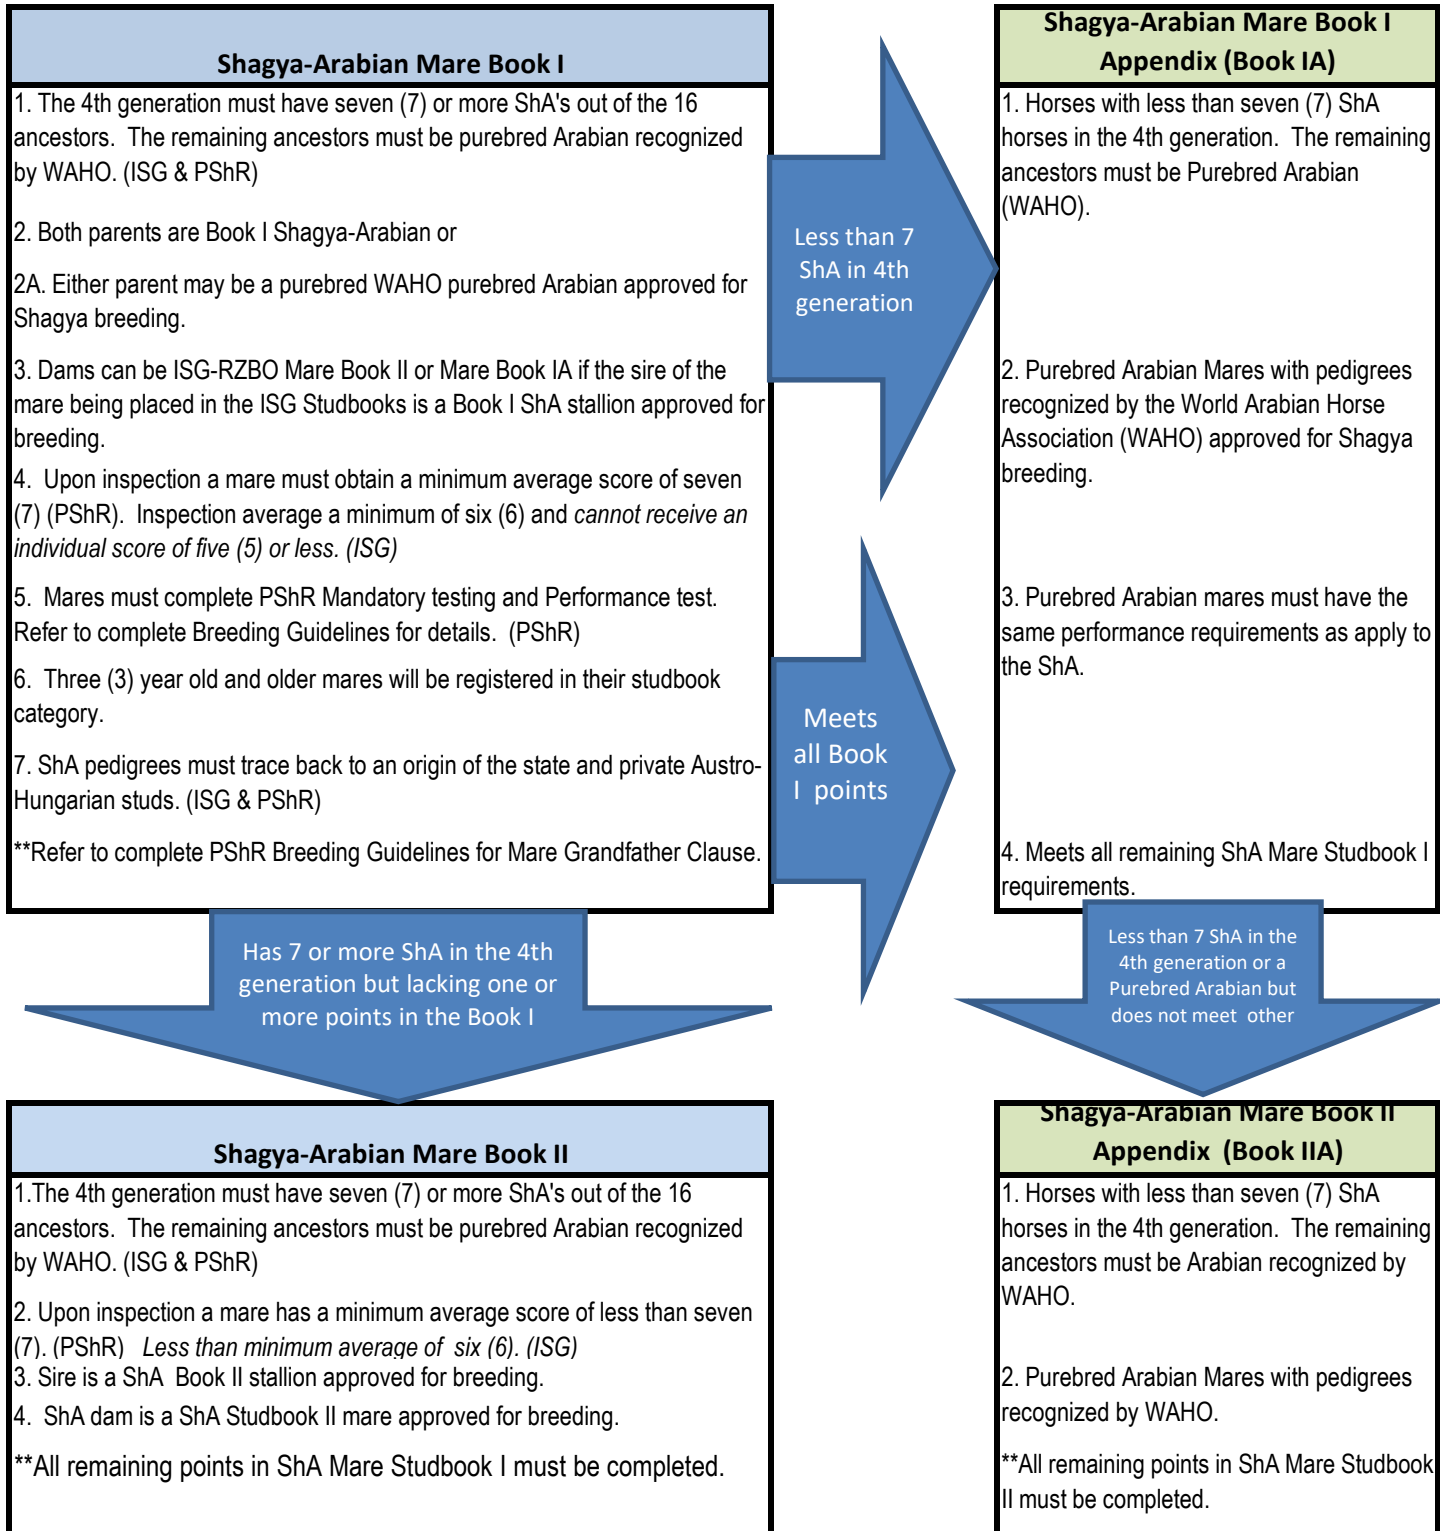 Shagya-Arabian Mare Book I
1. The 4th generation must have seven (7) or more ShA's out of the 16
ancestors.  The remaining ancestors must be purebred Arabian recognized
by WAHO. (ISG & PShR)
2. Both parents are Book I Shagya-Arabian or
2A. Either parent may be a purebred WAHO purebred Arabian approved for
Shagya breeding.
3. Dams can be ISG-RZBO Mare Book II or Mare Book IA if the sire of the
mare being placed in the ISG Studbooks is a Book I ShA stallion approved for
breeding.
4.  Upon inspection a mare must obtain a minimum average score of seven
(7) (PShR).  Inspection average a minimum of six (6) and cannot receive an
individual score of five (5) or less. (ISG)
5.  Mares must complete PShR Mandatory testing and Performance test.
Refer to complete Breeding Guidelines for details.  (PShR)
6.  Three (3) year old and older mares will be registered in their studbook
category.
7. ShA pedigrees must trace back to an origin of the state and private Austro-
Hungarian studs. (ISG & PShR)
**Refer to complete PShR Breeding Guidelines for Mare Grandfather Clause.
Less than 7
ShA in 4th
generation
Meets
all Book
I  points
Shagya-Arabian Mare Book I
Appendix (Book IA)
1. Horses with less than seven (7) ShA
horses in the 4th generation.  The remaining
ancestors must be Purebred Arabian
(WAHO).
2. Purebred Arabian Mares with pedigrees
recognized by the World Arabian Horse
Association (WAHO) approved for Shagya
breeding.
3. Purebred Arabian mares must have the
same performance requirements as apply to
the ShA.
4. Meets all remaining ShA Mare Studbook I
requirements.
Has 7 or more ShA in the 4th
generation but lacking one or
more points in the Book I
Less than 7 ShA in the
4th generation or a
Purebred Arabian but
does not meet  other
Shagya-Arabian Mare Book II
1.The 4th generation must have seven (7) or more ShA's out of the 16
ancestors.  The remaining ancestors must be purebred Arabian recognized
by WAHO. (ISG & PShR)
2. Upon inspection a mare has a minimum average score of less than seven
(7). (PShR)   Less than minimum average of  six (6). (ISG)
3. Sire is a ShA  Book II stallion approved for breeding.
4.  ShA dam is a ShA Studbook II mare approved for breeding.
**All remaining points in ShA Mare Studbook I must be completed.
Shagya-Arabian Mare Book II
Appendix  (Book IIA)
1. Horses with less than seven (7) ShA
horses in the 4th generation.  The remaining
ancestors must be Arabian recognized by
WAHO.
2. Purebred Arabian Mares with pedigrees
recognized by WAHO.
**All remaining points in ShA Mare Studbook
II must be completed.